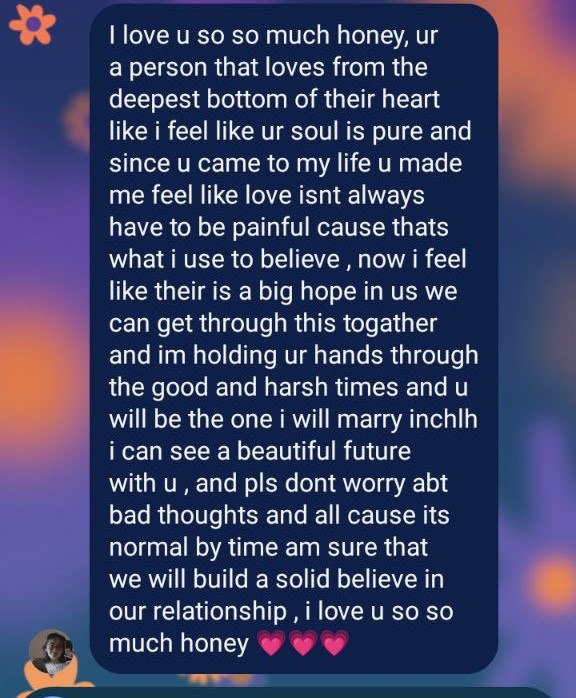 I love u so so much honey, ur
a person that loves from the
deepest bottom of their heart
like i feel like ur soul is pure and
since u came to my life u made
me feel like love isnt always
have to be painful cause thats
what i use to believe , now i feel
like their is a big hope in us we
can get through this togather
and im holding ur hands through
the good and harsh times and u
will be the one i will marry inchlh
i can see a beautiful future
with u , and pls dont worry abt
bad thoughts and all cause its
normal by time am sure that
we will build a solid believe in
our relationship , i love u so so
much honey 💗💗💗